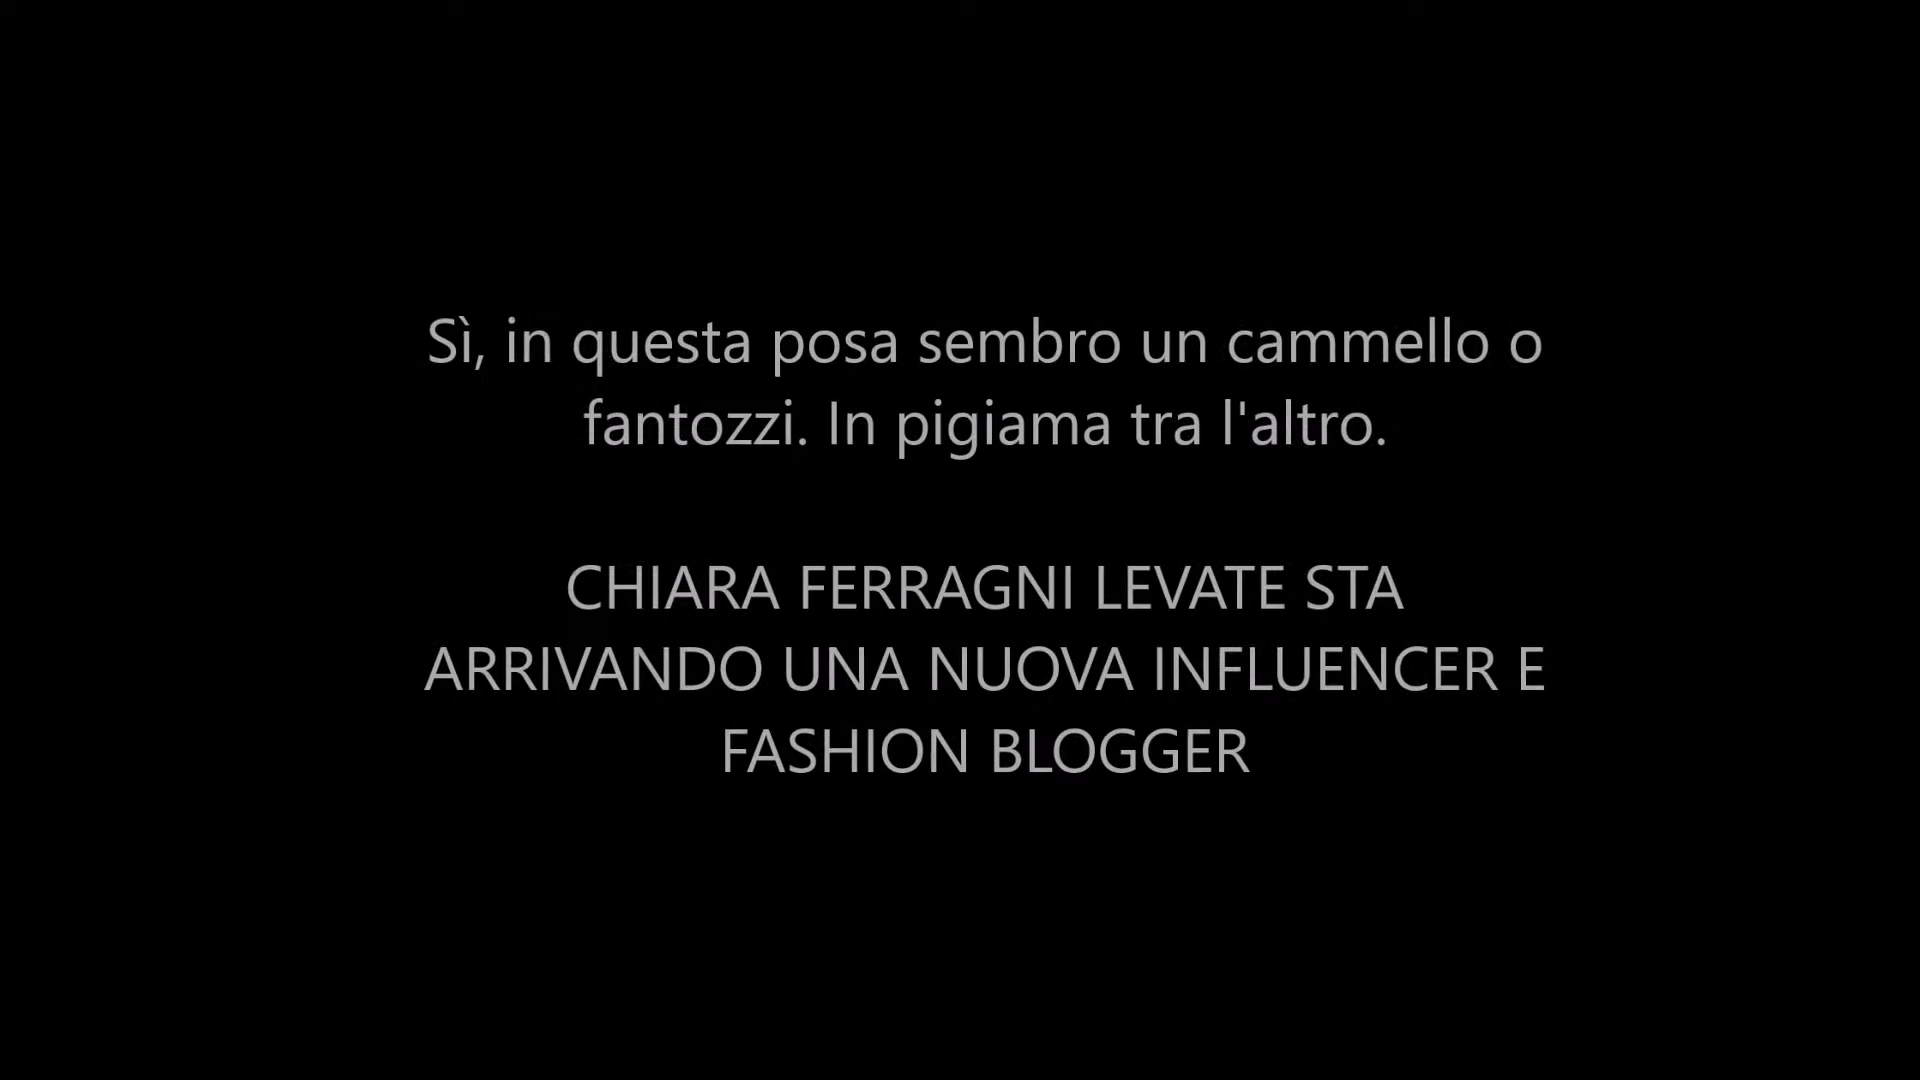 Sì, in questa posa sembro un cammello o
fantozzi. In pigiama tra l'altro.
CHIARA FERRAGNI LEVATE STA
ARRIVANDO UNA NUOVA INFLUENCER E
FASHION BLOGGER